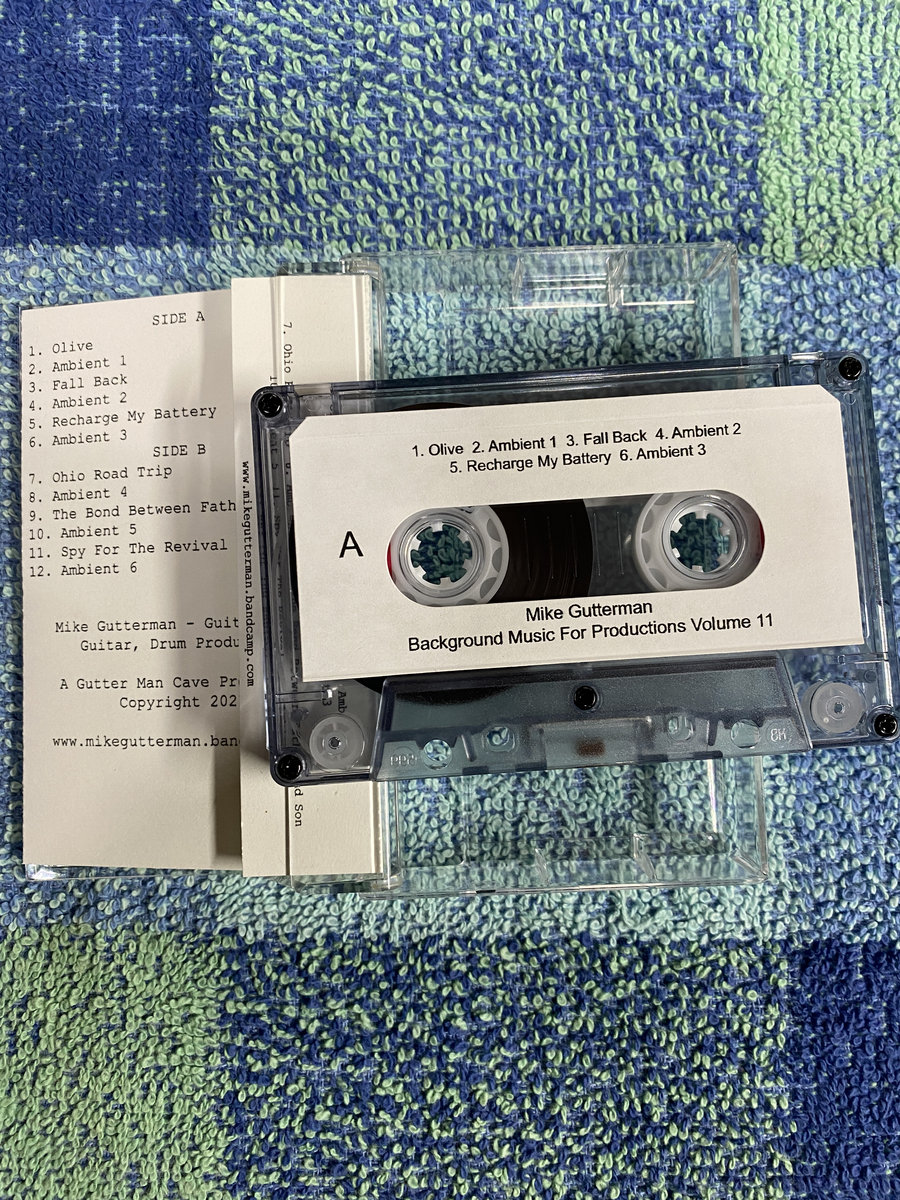 SIDE A
1. Olive
2. Ambient 1
3. Fall Back
4. Ambient 2
5. Recharge My Battery
6. Ambient 3
SIDE B
7. Ohio Road Trip
8. Ambient 4
9. The Bond Between Fath
10. Ambient 5
11. Spy For The Revival
12. Ambient 6
Mike Gutterman - Guit
Guitar, Drum Produ
A Gutter Man Cave Pr
Copyright 202
www.mikegutterman.ban
www.mikegutterman.bandcamp.com
7. Ohio
d Son
1. Olive 2. Ambient 1 3. Fall Back 4. Ambient 2
5. Recharge My Battery 6. Ambient 3
A
Mike Gutterman
Background Music For Productions Volume 11